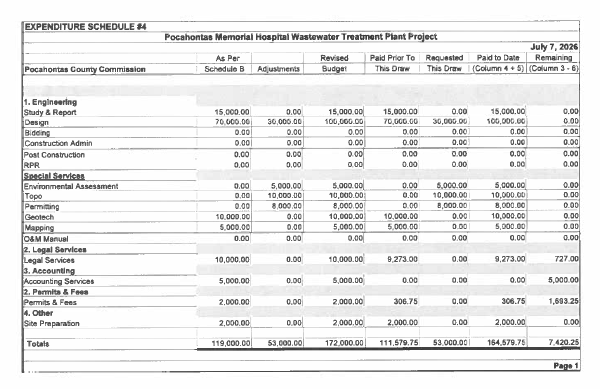 EXPENDITURE SCHEDULE #4
Pocahontas Memorial Hospital Wastewater Treatment Plant Project
July 7, 2026
As Per Revised Paid Prior To Requested Paid to Date Remaining
Pocahontas County Commission Schedule B Adjustments Budget This Draw This Draw (Column 4 + 5) (Column 3 - 6)
1. Engineering
Study & Report 15,000.00 0.00 15,000.00 15,000.00 0.00 15,000.00 0.00
Design 70,000.00 30,000.00 100,000.00 70,000.00 30,000.00 100,000.00 0.00
Bidding 0.00 0.00 0.00 0.00 0.00 0.00 0.00
Construction Admin 0.00 0.00 0.00 0.00 0.00 0.00 0.00
Post Construction 0.00 0.00 0.00 0.00 0.00 0.00 0.00
RPR 0.00 0.00 0.00 0.00 0.00 0.00 0.00
Special Services
Environmental Assessment 0.00 5,000.00 5,000.00 0.00 5,000.00 5,000.00 0.00
Topo 0.00 10,000.00 10,000.00 0.00 10,000.00 10,000.00 0.00
Permitting 0.00 8,000.00 8,000.00 0.00 8,000.00 8,000.00 0.00
Geotech 10,000.00 0.00 10,000.00 10,000.00 0.00 10,000.00 0.00
Mapping 5,000.00 0.00 5,000.00 5,000.00 0.00 5,000.00 0.00
O&M Manual 0.00 0.00 0.00 0.00 0.00 0.00 0.00
2. Legal Services
Legal Services 10,000.00 0.00 10,000.00 9,273.00 0.00 9,273.00 727.00
3. Accounting
Accounting Services 5,000.00 0.00 5,000.00 0.00 0.00 0.00 5,000.00
2. Permits & Fees
Permits & Fees 2,000.00 0.00 2,000.00 306.75 0.00 306.75 1,693.25
4. Other
Site Preparation 2,000.00 0.00 2,000.00 2,000.00 0.00 2,000.00 0.00
Totals 119,000.00 53,000.00 172,000.00 111,579.75 53,000.00 164,579.75 7,420.25
Page 1